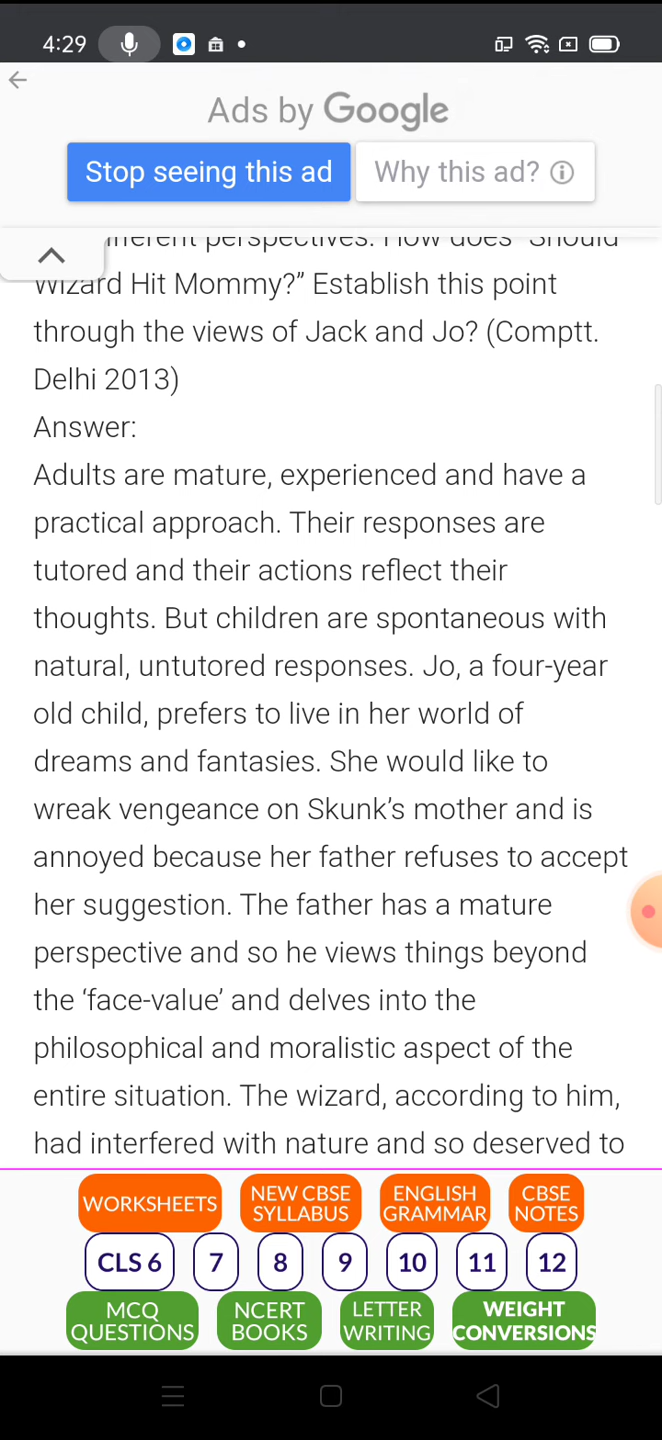 4:29
Ads by Google
Stop seeing this ad
Why this ad?
different perspectives. How does "Should
Wizard Hit Mommy?” Establish this point
through the views of Jack and Jo? (Comptt.
Delhi 2013)
Answer:
Adults are mature, experienced and have a
practical approach. Their responses are
tutored and their actions reflect their
thoughts. But children are spontaneous with
natural, untutored responses. Jo, a four-year
old child, prefers to live in her world of
dreams and fantasies. She would like to
wreak vengeance on Skunk’s mother and is
annoyed because her father refuses to accept
her suggestion. The father has a mature
perspective and so he views things beyond
the ‘face-value’ and delves into the
philosophical and moralistic aspect of the
entire situation. The wizard, according to him,
had interfered with nature and so deserved to
WORKSHEETS
NEW CBSE
SYLLABUS
ENGLISH
GRAMMAR
CBSE
NOTES
CLS 6
7
8
9
10
11
12
MCQ
QUESTIONS
NCERT
BOOKS
LETTER
WRITING
WEIGHT
CONVERSIONS